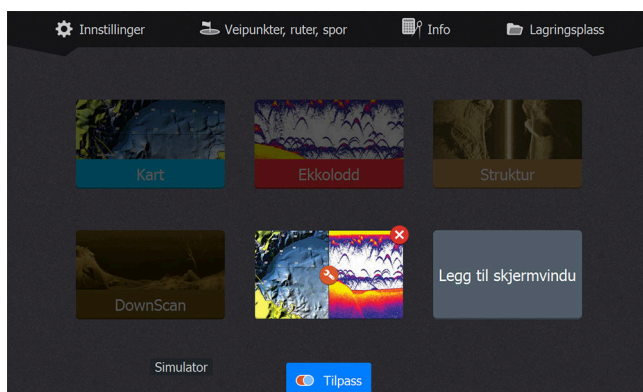 Innstillinger
Veipunkter, ruter, spor
Info
Lagringsplass
Kart
Ekkolodd
Struktur
DownScan
Legg til skjermvindu
Simulator
Tilpass